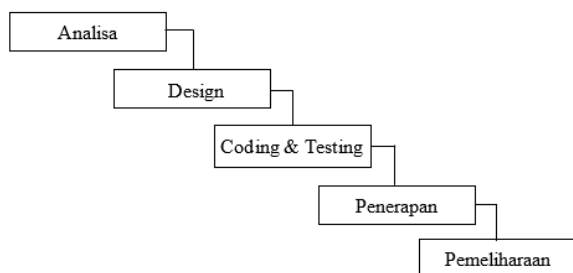 Analisa
Design
Coding & Testing
Penerapan
Pemeliharaan